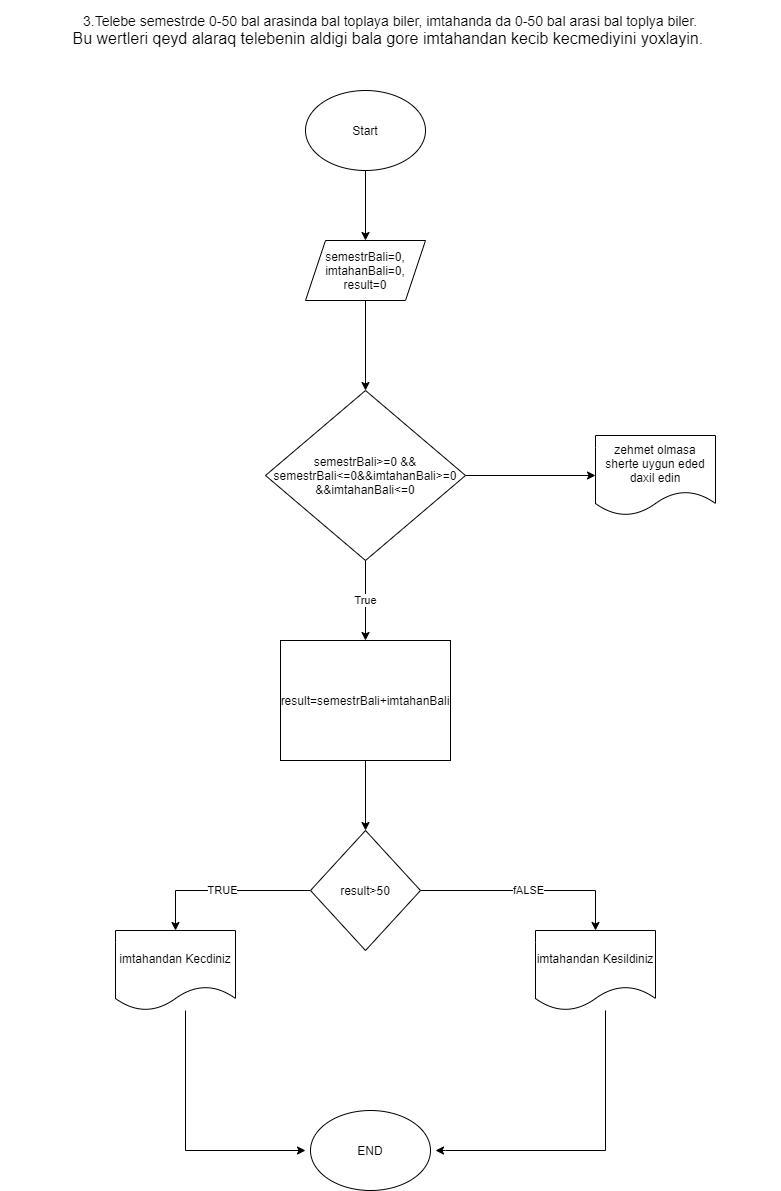 3.Telebe semestrde 0-50 bal arasinda bal toplaya biler, imtahanda da 0-50 bal arasi bal toplya biler.
Bu wertleri qeyd alaraq telebenin aldigi bala gore imtahandan kecib kecmediyini yoxlayin.
Start
semestrBali=0,
imtahanBali=0,
result=0
semestrBali>=0 &&
semestrBali<=0&&imtahanBali>=0
&&imtahanBali<=0
zehmet olmasa
sherte uygun eded
daxil edin
True
result=semestrBali+imtahanBali
result>50
TRUE
fALSE
imtahandan Kecdiniz
imtahandan Kesildiniz
END